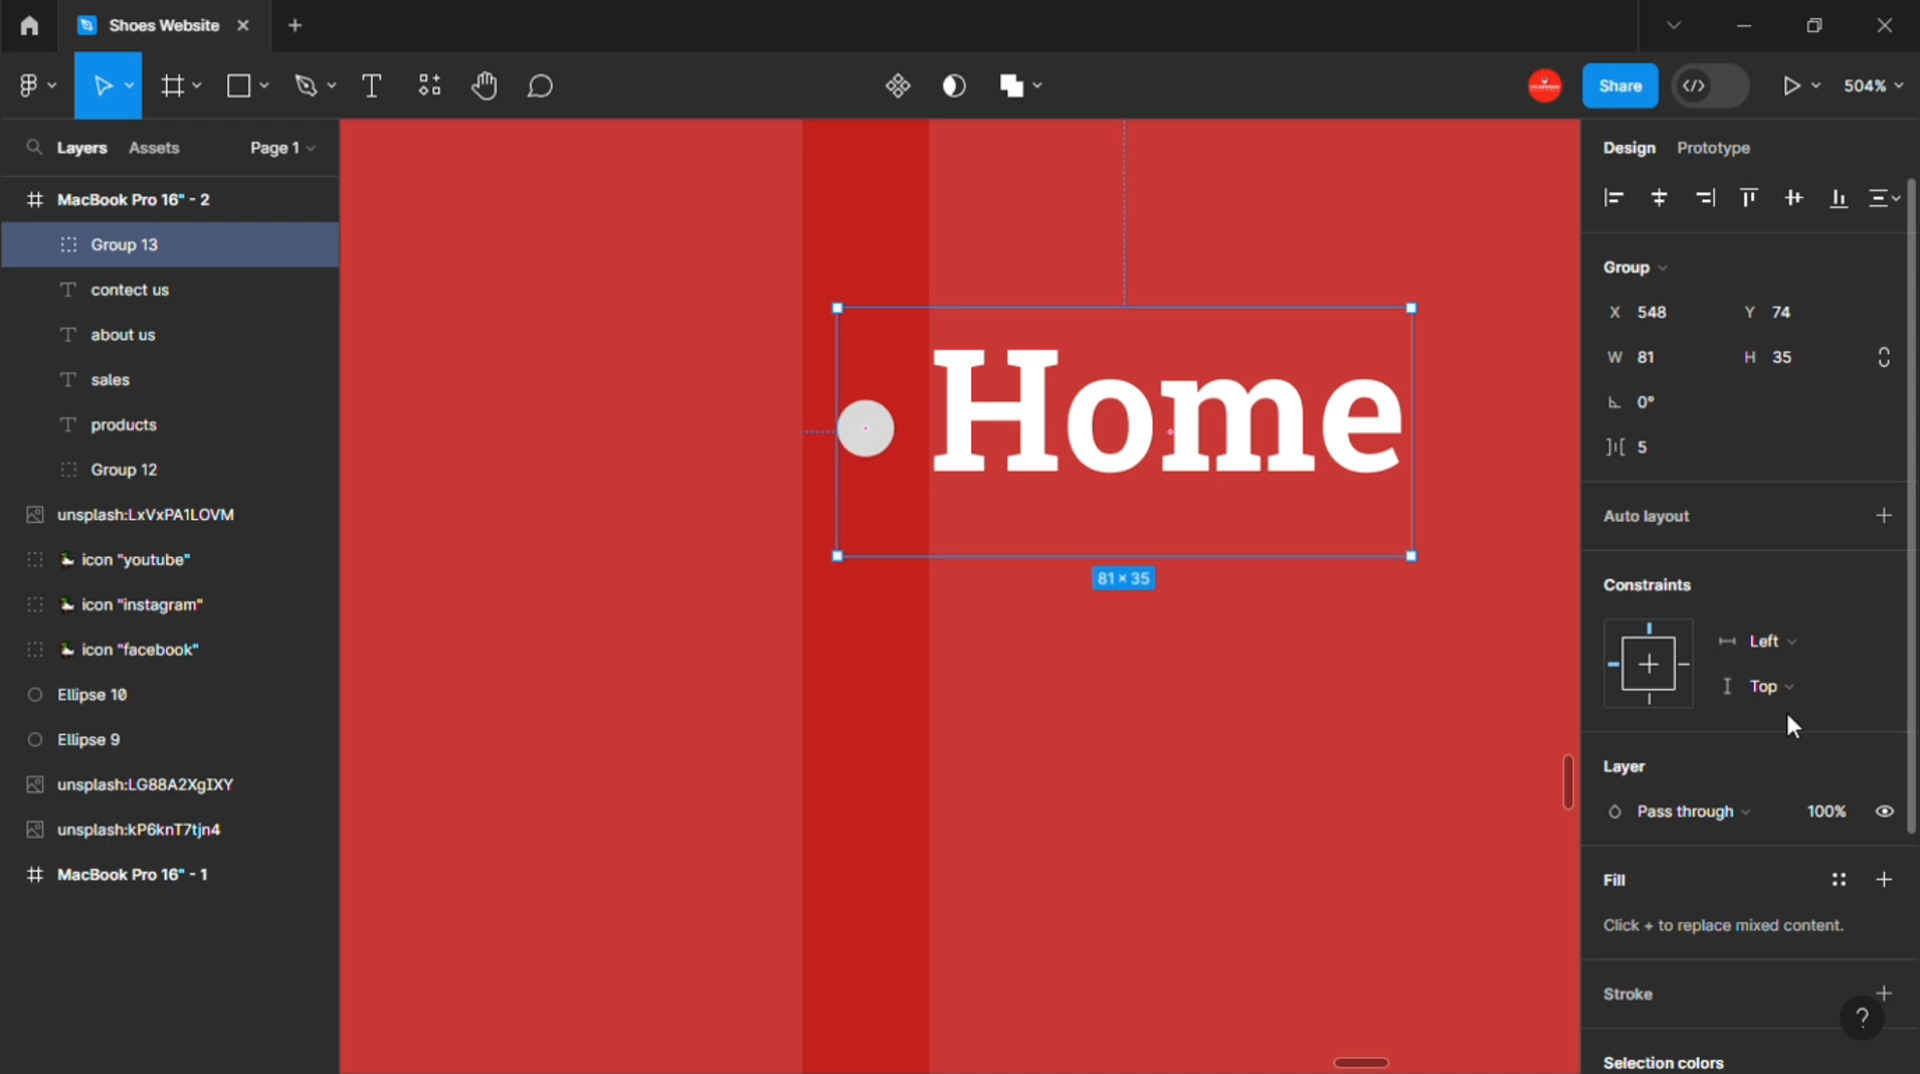 Shoes Website
Share
504%
Layers
Assets
Page 1
Design
Prototype
MacBook Pro 16" - 2
Group 13
contect us
about us
sales
products
Group 12
unsplash:LxVxPA1LOVM
icon "youtube"
icon "instagram"
icon "facebook"
Ellipse 10
Ellipse 9
unsplash:LG88A2XgIXY
unsplash:kP6knT7tjn4
MacBook Pro 16" - 1
Home
81 × 35
Group
X 548
Y 74
W 81
H 35
0°
5
Auto layout
Constraints
Left
Top
Layer
Pass through
100%
Fill
Click + to replace mixed content.
Stroke
?
Selection colors